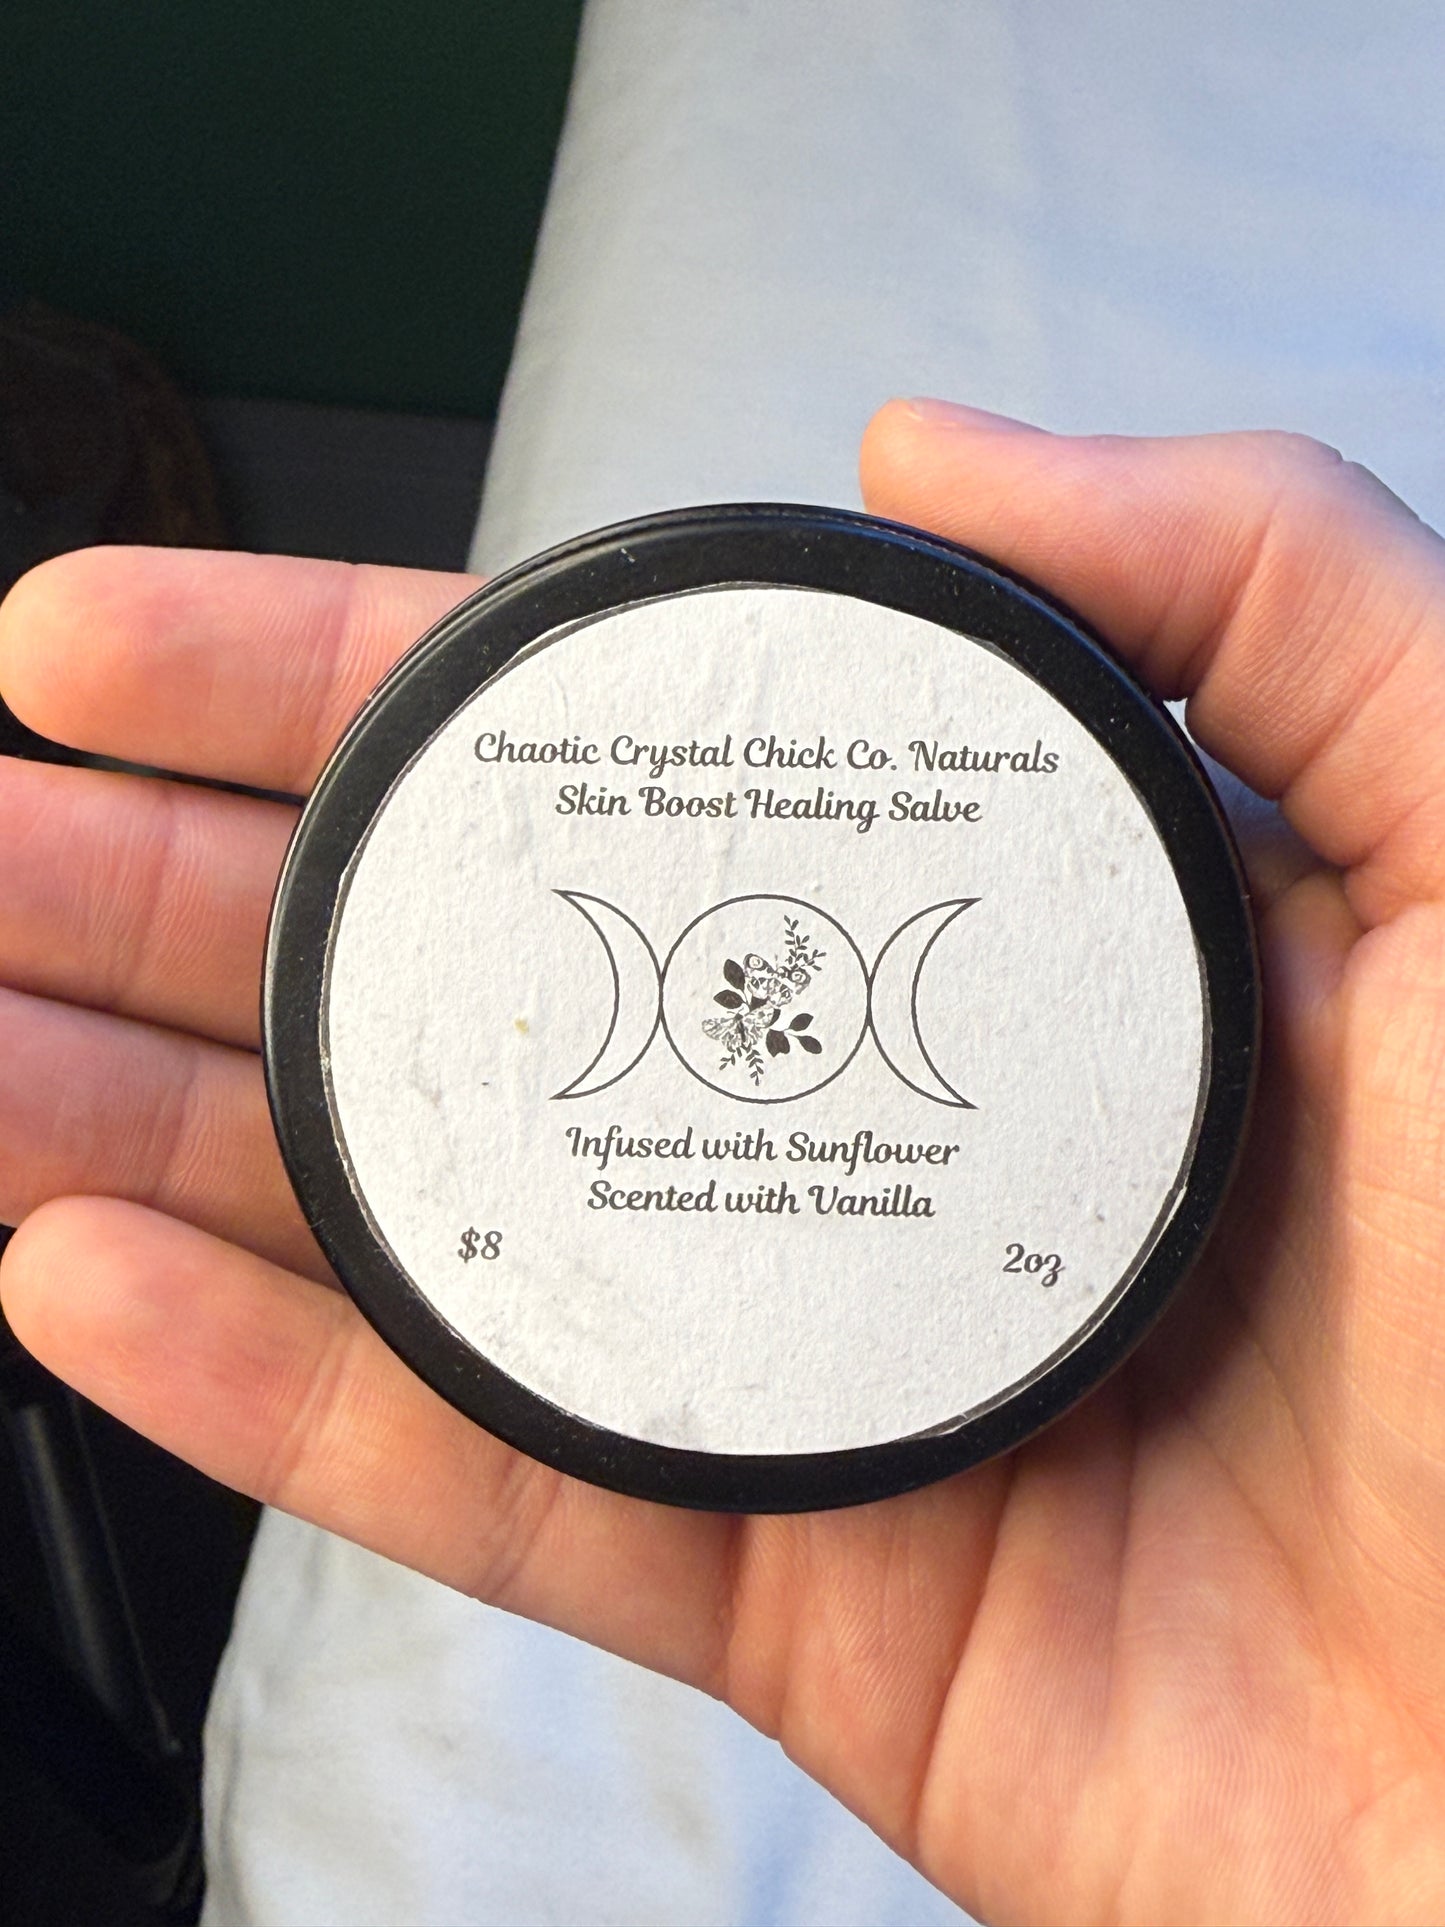 Chaotic Crystal Chick Co. Naturals
Skin Boost Healing Salve
Infused with Sunflower
Scented with Vanilla
$8 2oz